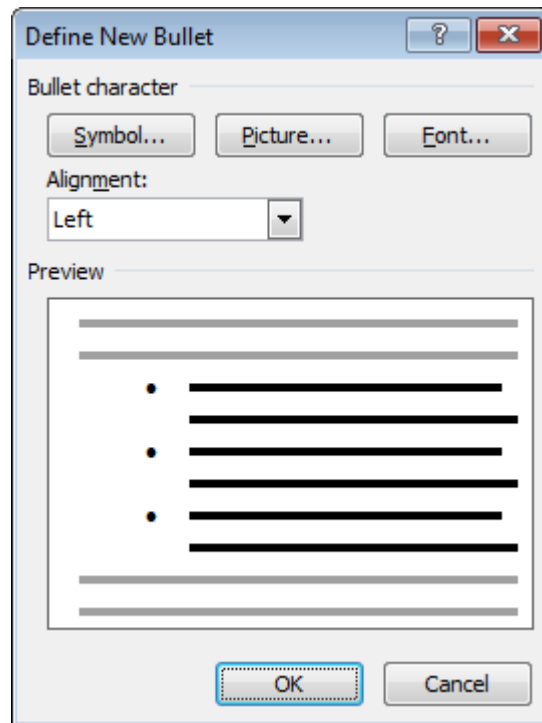 Define New Bullet
Bullet character
Symbol... Picture... Font...
Alignment:
Left
Preview
OK Cancel